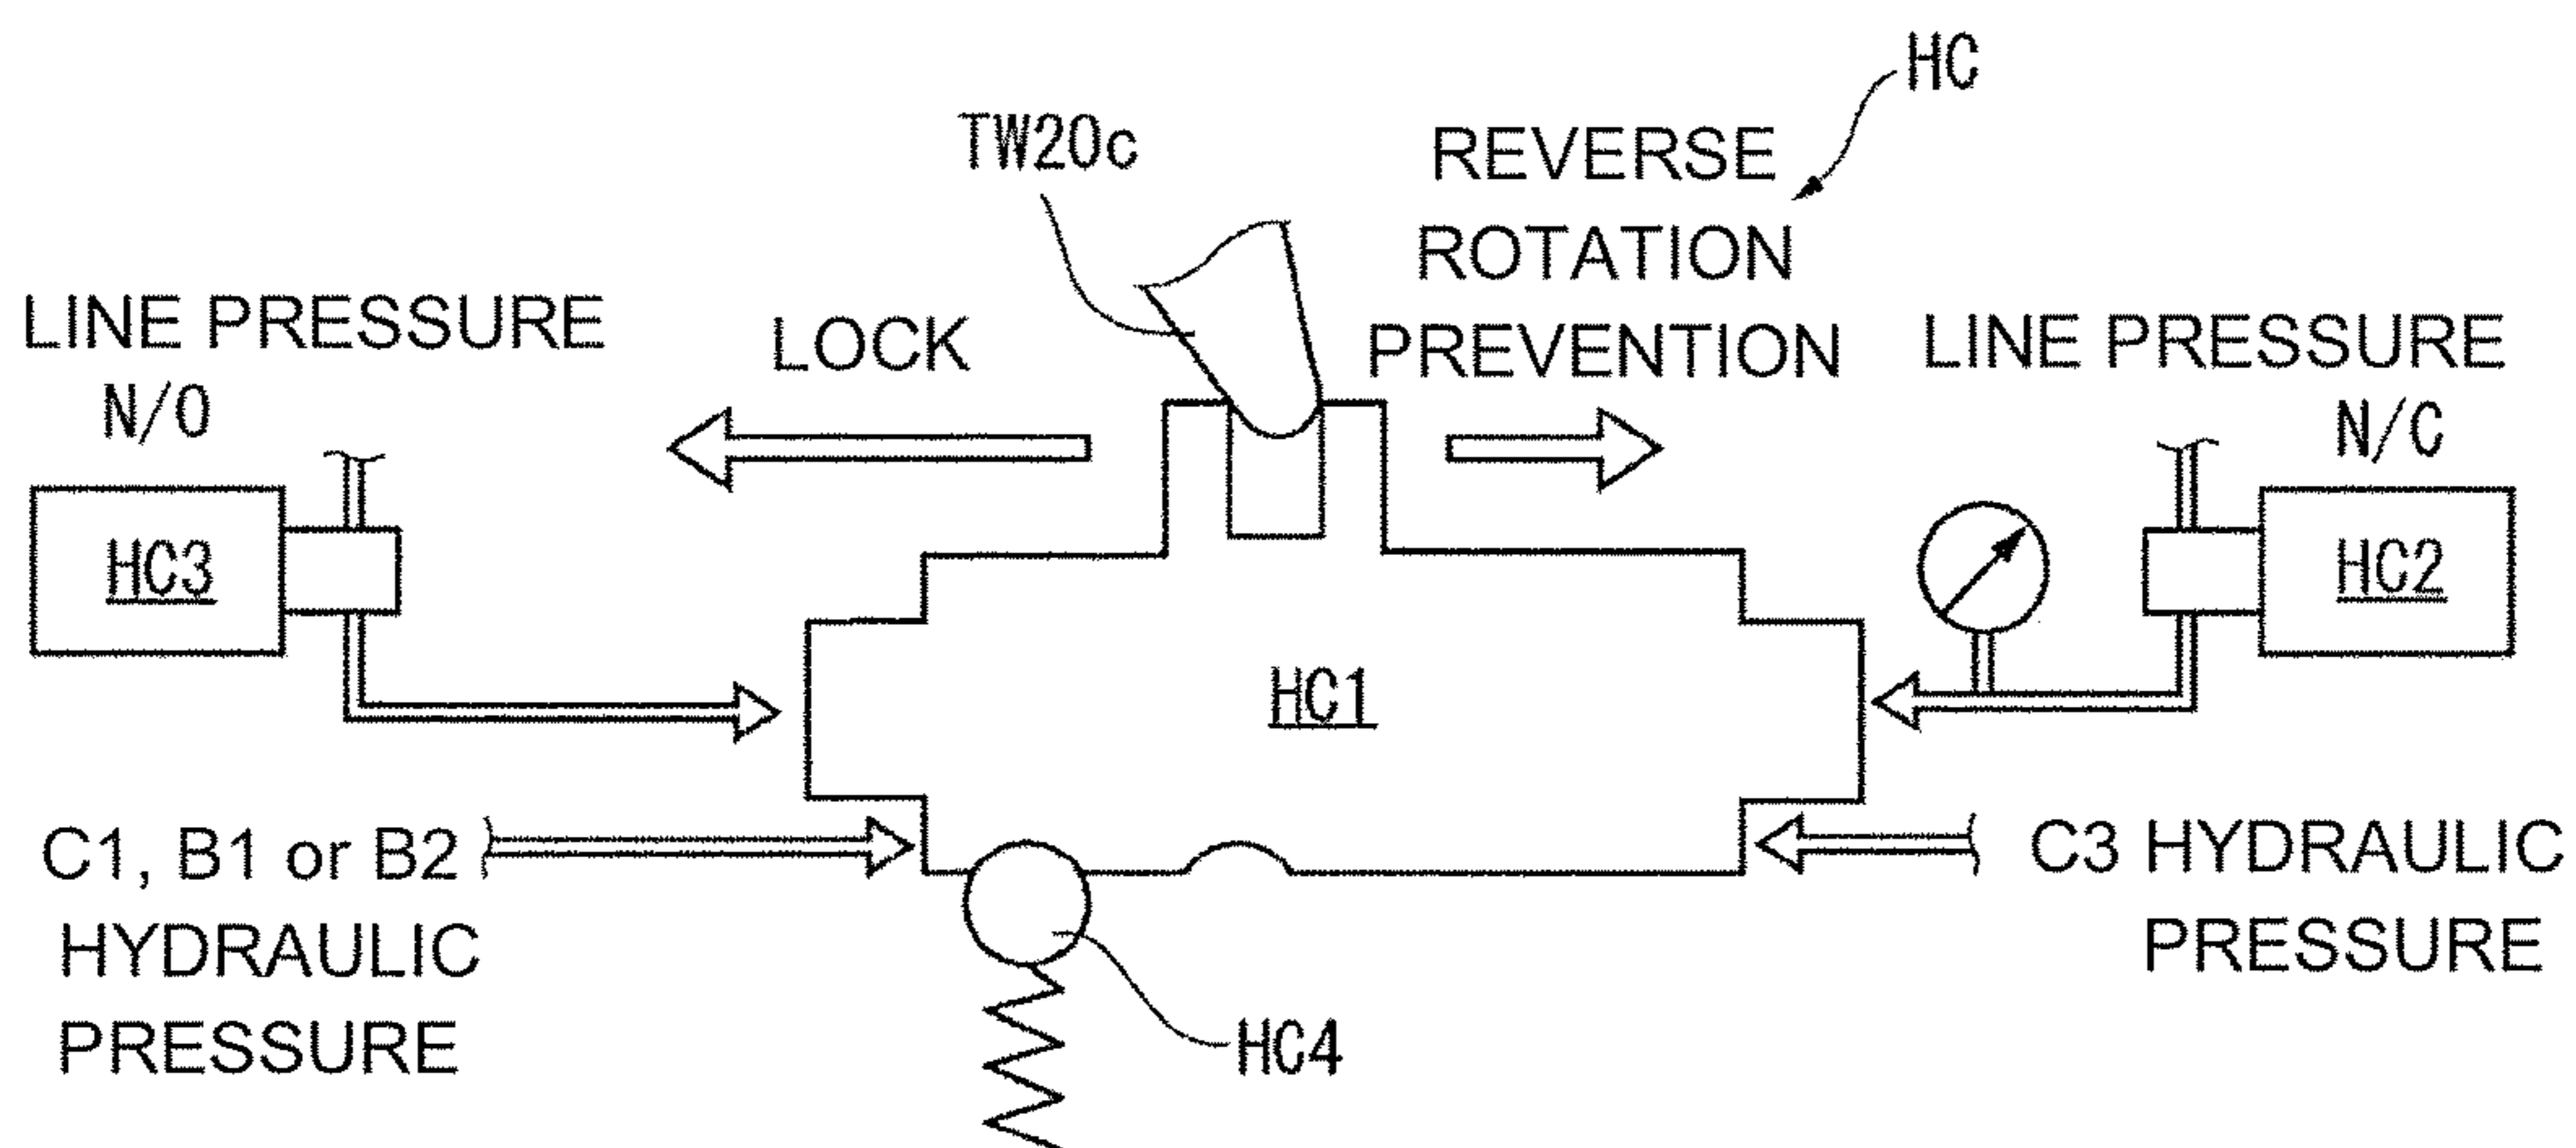 HC
TW20c
REVERSE
ROTATION
PREVENTION
LOCK
LINE PRESSURE
N/O
LINE PRESSURE
N/C
HC3
HC2
HC1
C1, B1 or B2
HYDRAULIC
PRESSURE
C3 HYDRAULIC
PRESSURE
HC4